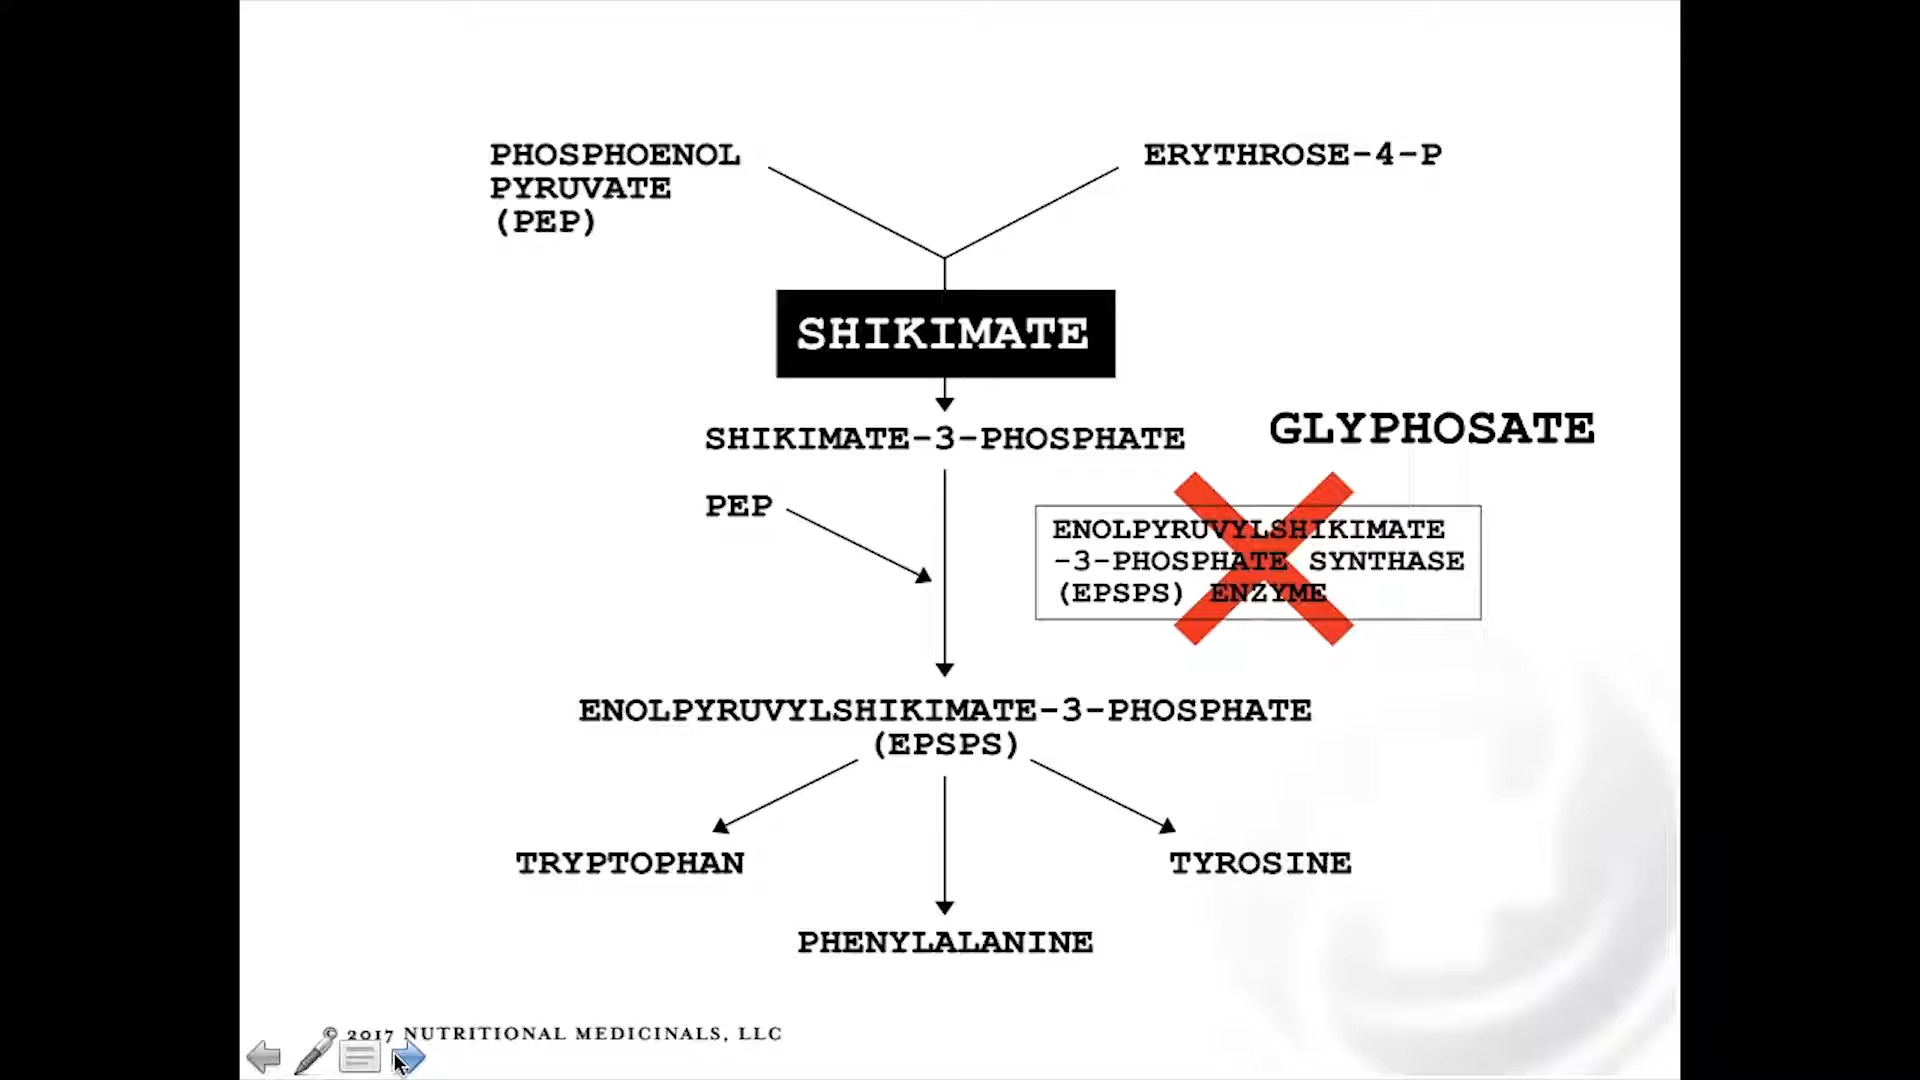 PHOSPHOENOL
PYRUVATE
(PEP)
ERYTHROSE-4-P
SHIKIMATE
SHIKIMATE-3-PHOSPHATE
GLYPHOSATE
PEP
ENOLPYRUVYLSHIKIMATE
-3-PHOSPHATE SYNTHASE
(EPSPS) ENZYME
ENOLPYRUVYLSHIKIMATE-3-PHOSPHATE
(EPSPS)
TRYPTOPHAN
TYROSINE
PHENYLALANINE
© 2017 NUTRITIONAL MEDICINALS, LLC